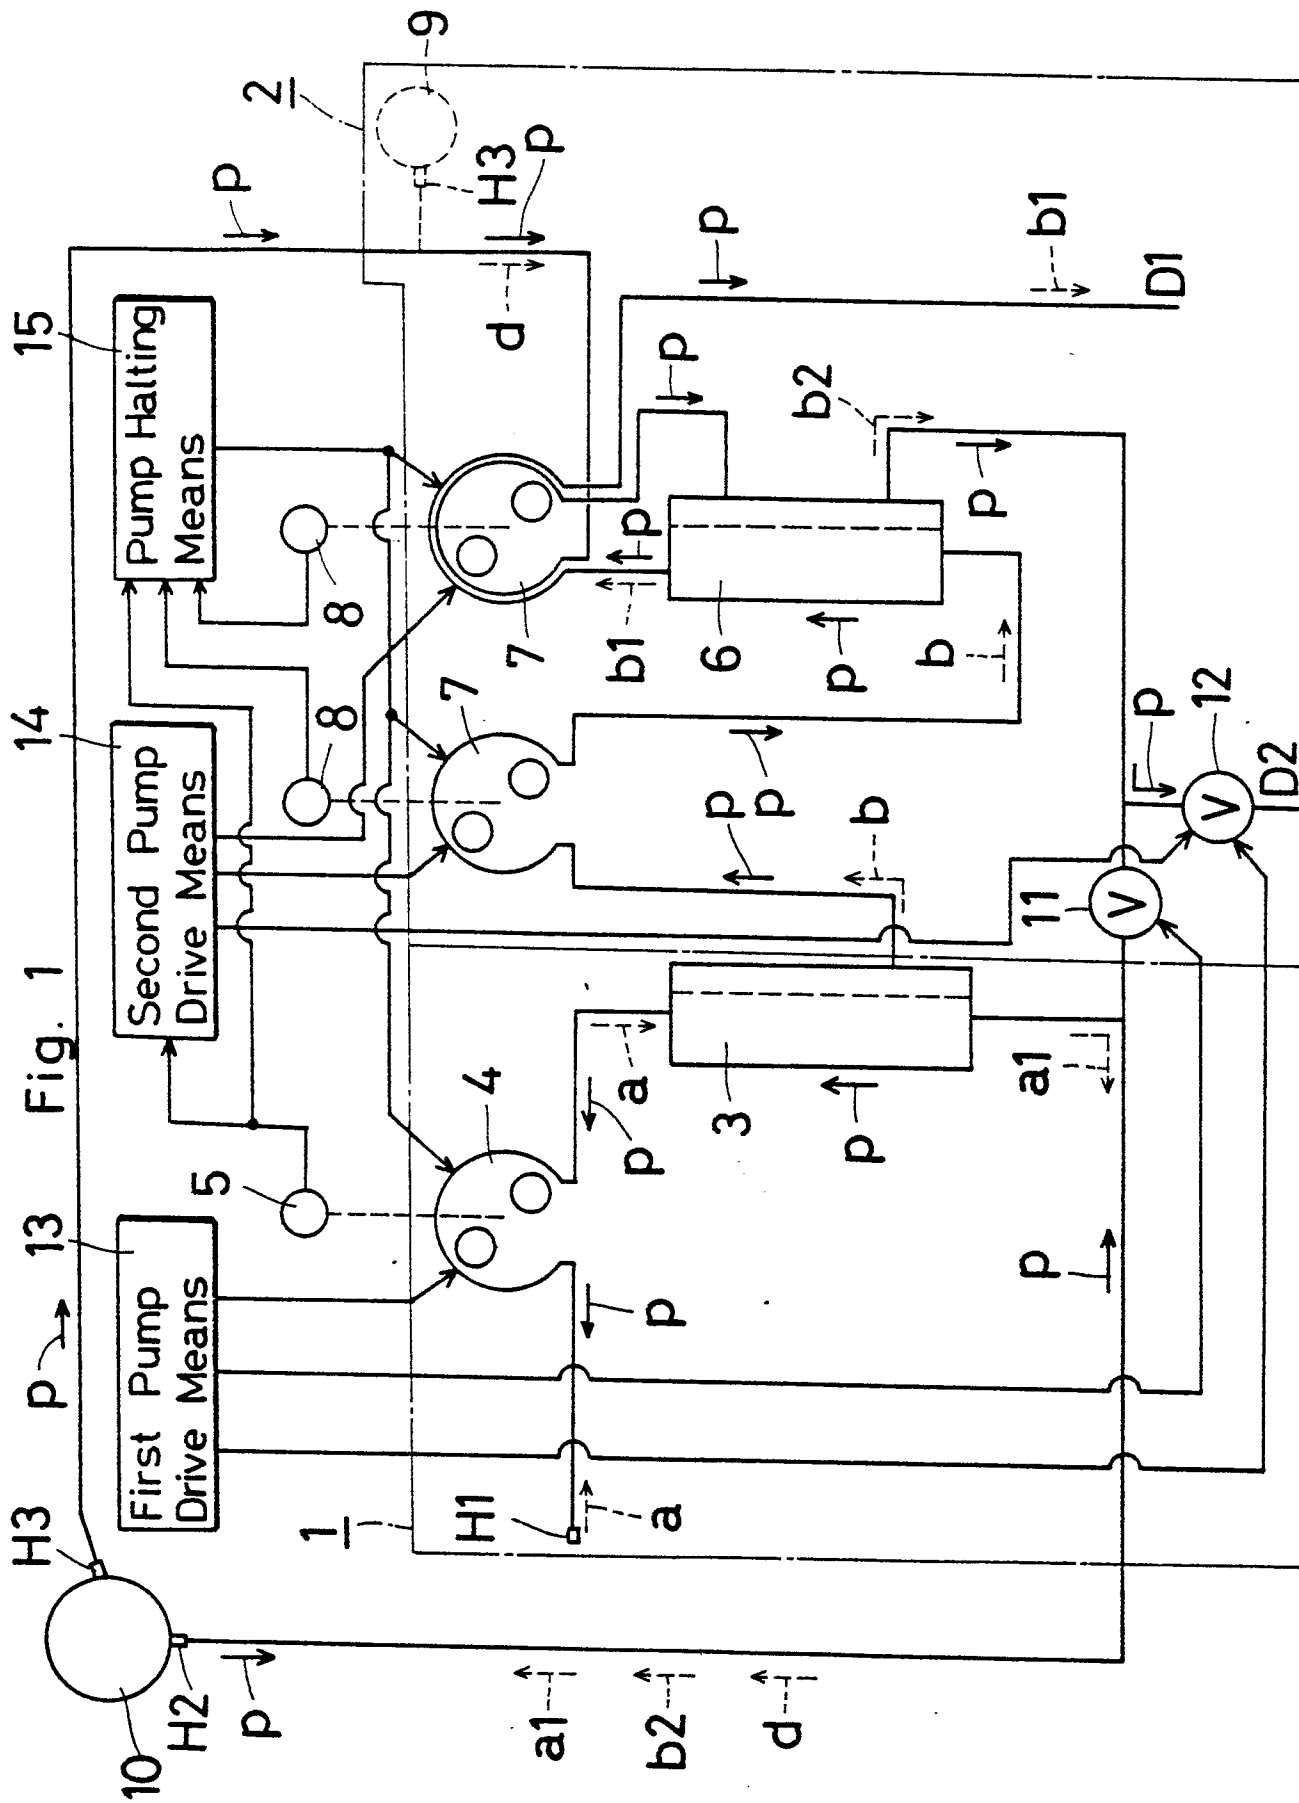 Fig. 1
10
H3
H2
p
p
13
First Pump
Drive Means
5
14
Second Pump
Drive Means
15
Pump Halting
Means
8
8
p
2
9
H3
p
d
1
H1
a
p
4
p
a
7
7
3
p
a1
p
p
p
b
b
b1
p
6
p
p
p
b1
D1
b2
p
11
V
12
V
p
D2
p
a1
b2
d